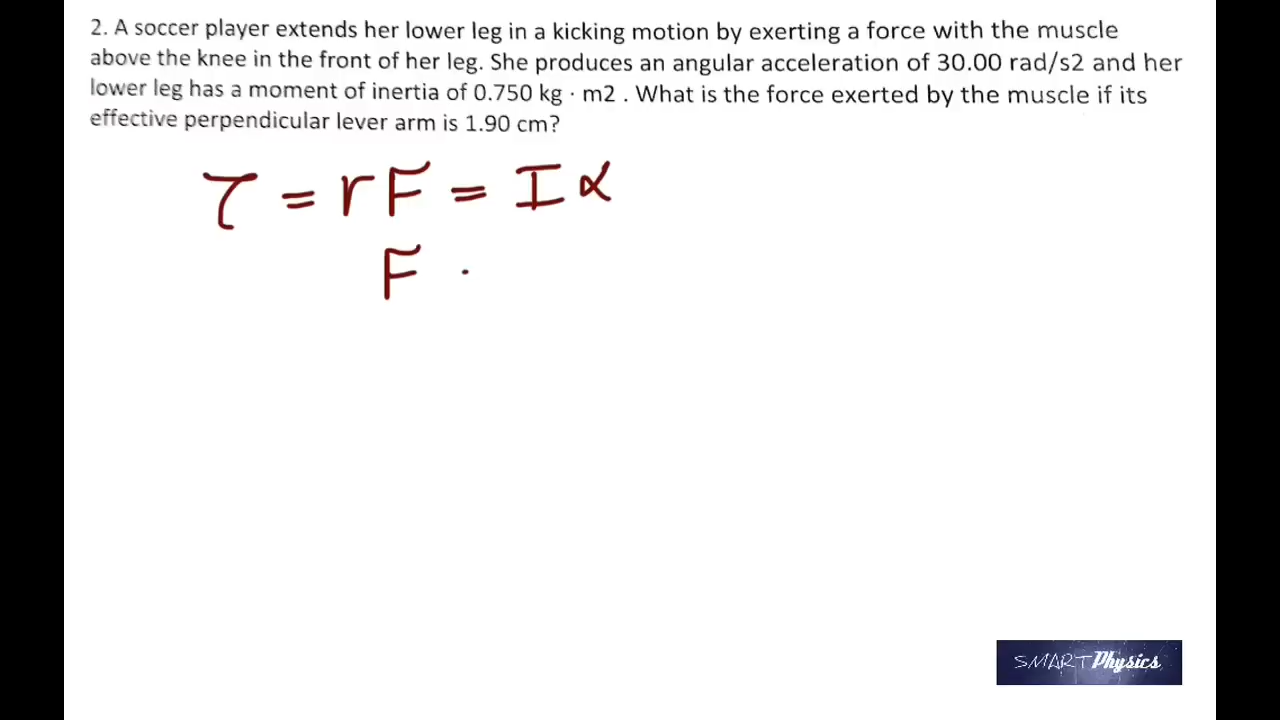 2. A soccer player extends her lower leg in a kicking motion by exerting a force with the muscle
above the knee in the front of her leg. She produces an angular acceleration of 30.00 rad/s2 and her
lower leg has a moment of inertia of 0.750 kg · m2 . What is the force exerted by the muscle if its
effective perpendicular lever arm is 1.90 cm?
τ = rF = Iα
F ·
SMART Physics